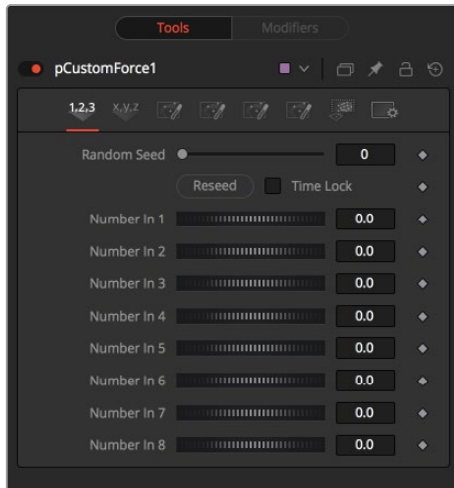 Tools Modifiers
pCustomForce1
1,2,3 x,y,z
Random Seed 0
Reseed Time Lock
Number In 1 0.0
Number In 2 0.0
Number In 3 0.0
Number In 4 0.0
Number In 5 0.0
Number In 6 0.0
Number In 7 0.0
Number In 8 0.0